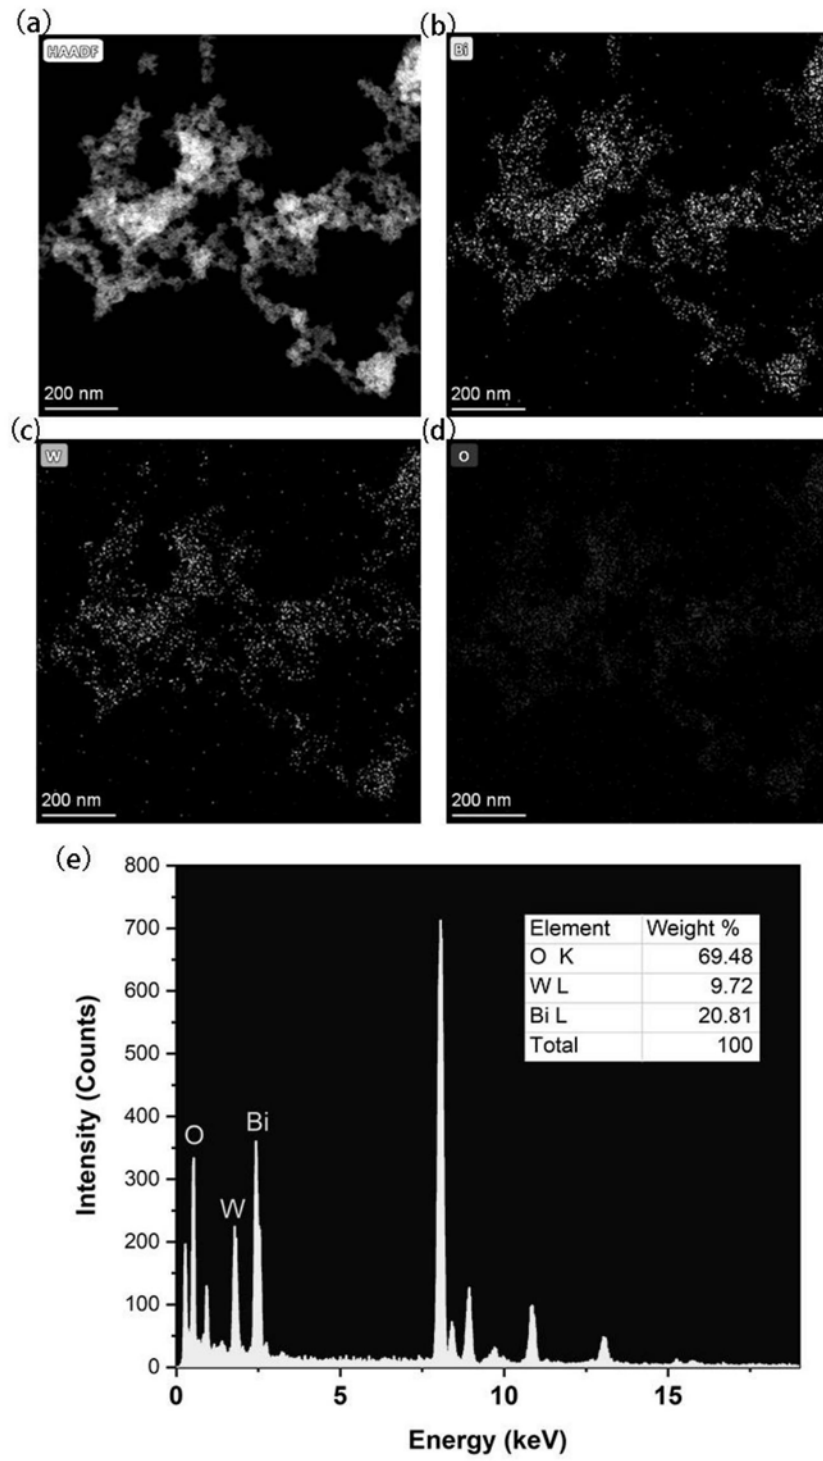 (a)
HAADF
200 nm
(b)
Bi
200 nm
(c)
W
200 nm
(d)
O
200 nm
(e)
Intensity (Counts)
800
700
600
500
400
300
200
100
0
O
W
Bi
Element Weight %
O K 69.48
W L 9.72
Bi L 20.81
Total 100
0 5 10 15
Energy (keV)